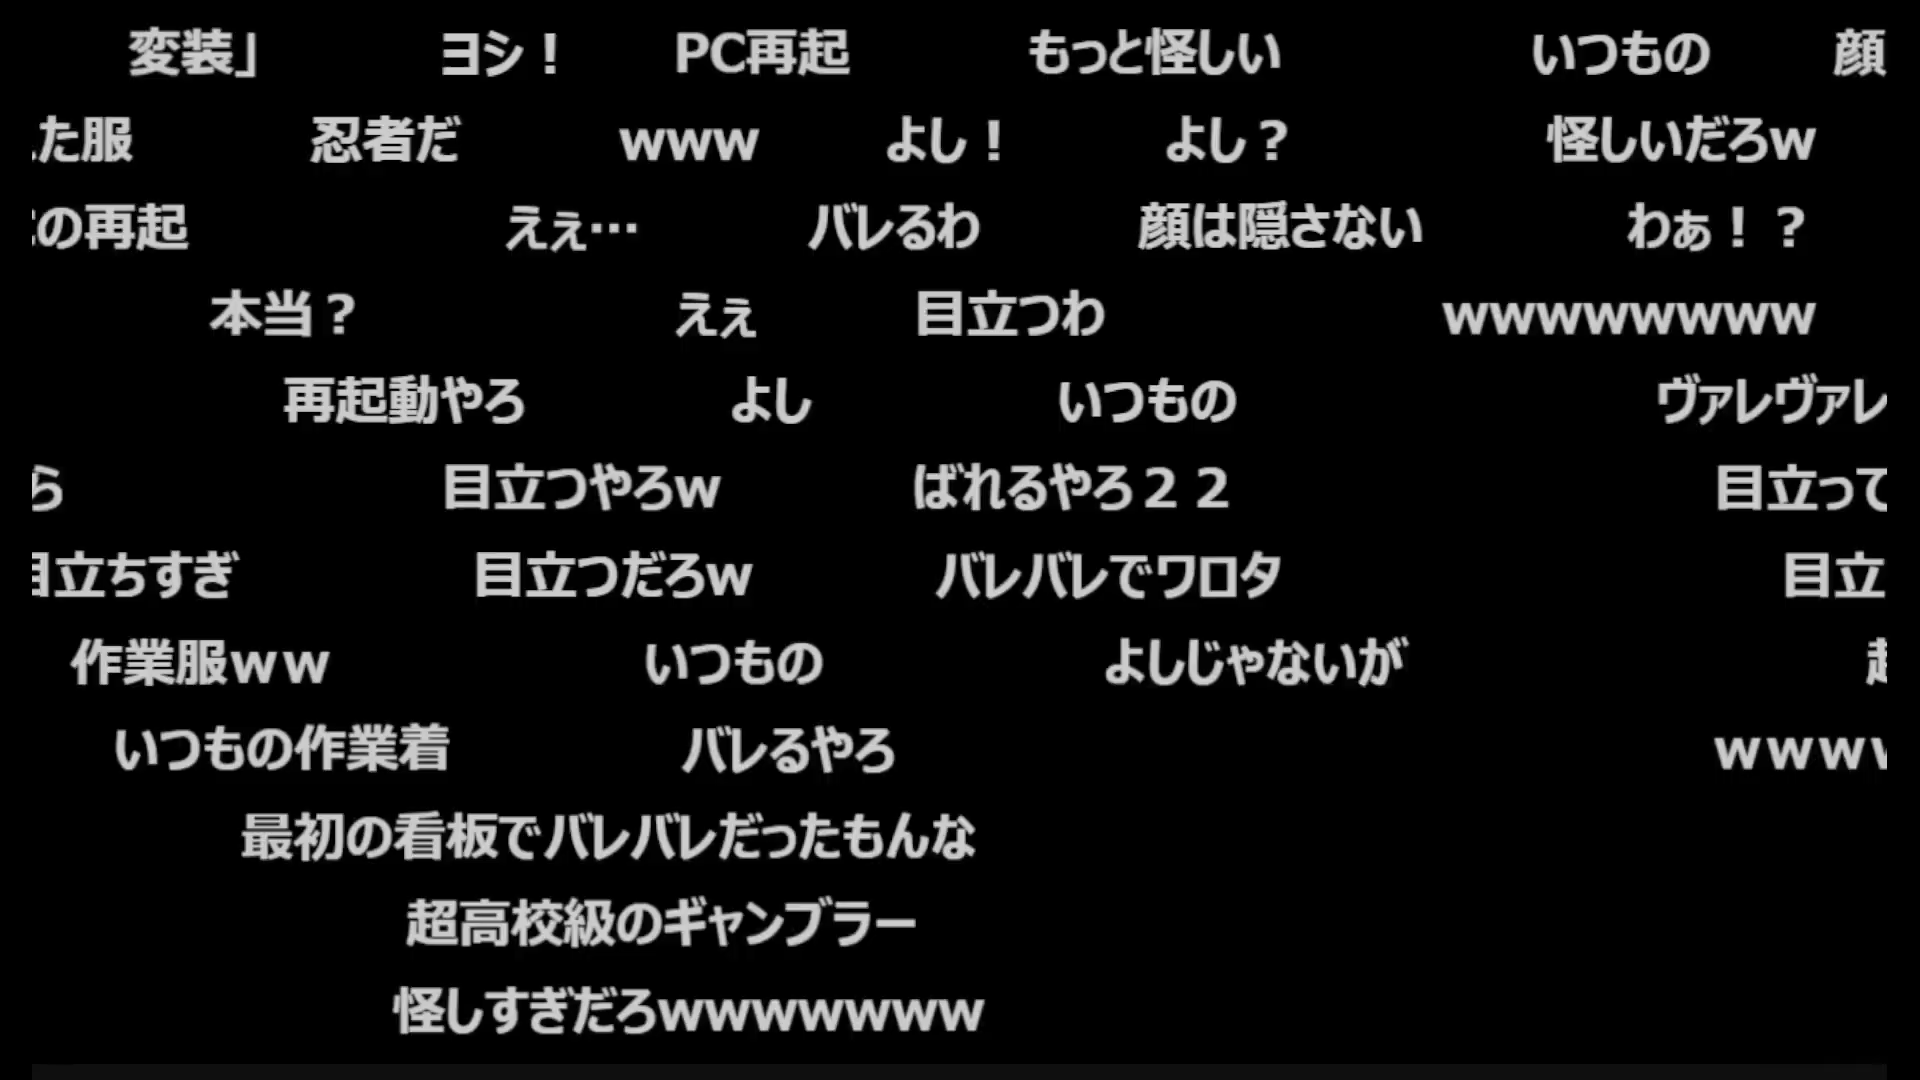 変装」 ヨシ！ PC再起 もっと怪しい いつもの 顔
た服 忍者だ www よし！ よし？ 怪しいだろw
の再起 えぇ… バレるわ 顔は隠さない わぁ！？
本当？ えぇ 目立つわ wwwwwwww
再起動やろ よし いつもの ヴァレヴァレ
ら 目立つやろw ばれるやろ２２ 目立って
目立ちすぎ 目立つだろw バレバレでワロタ 目立
作業服ｗｗ いつもの よしじゃないが
いつもの作業着 バレるやろ ｗｗｗｗ
最初の看板でバレバレだったもんな
超高校級のギャンブラー
怪しすぎだろwwwwwww